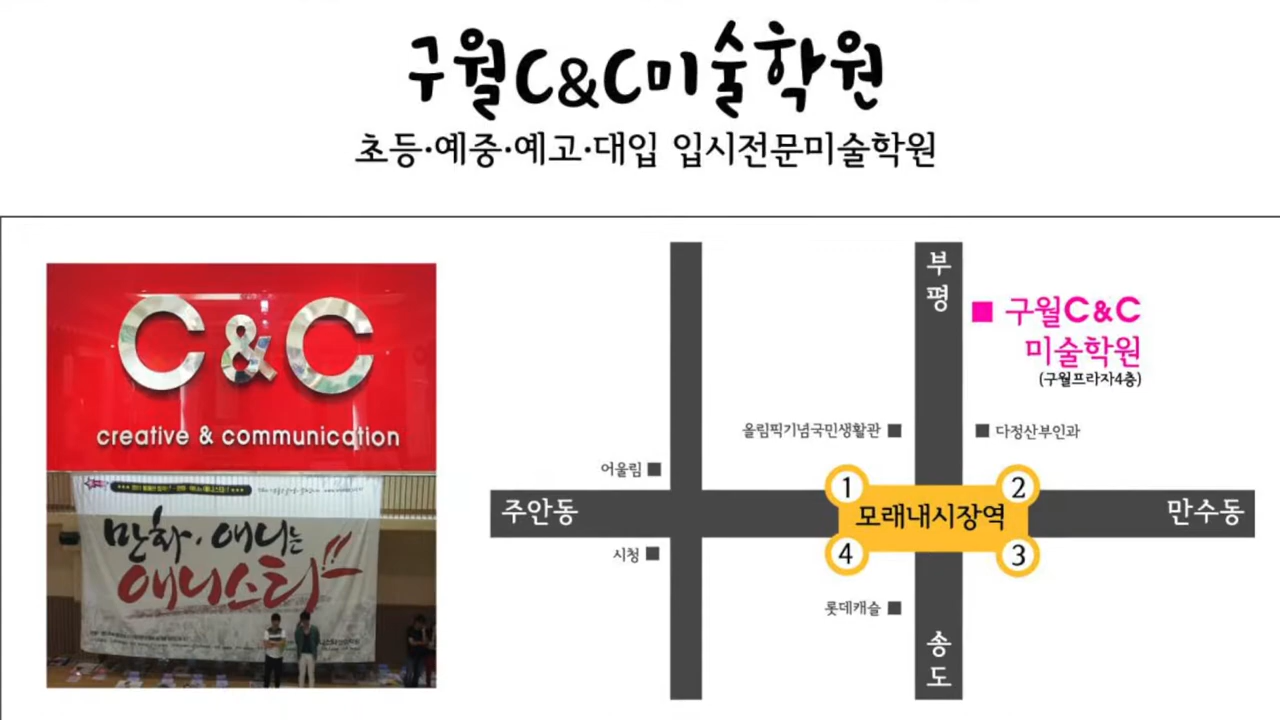 구월C&C미술학원
초등·예중·예고·대입 입시전문미술학원
C&C
creative & communication
만화·애니는
애니스타!!
부평
구월C&C
미술학원
(구월프라자4층)
올림픽기념국민생활관
다정산부인과
어울림
1
2
주안동
모래내시장역
만수동
4
3
시청
롯데캐슬
송도